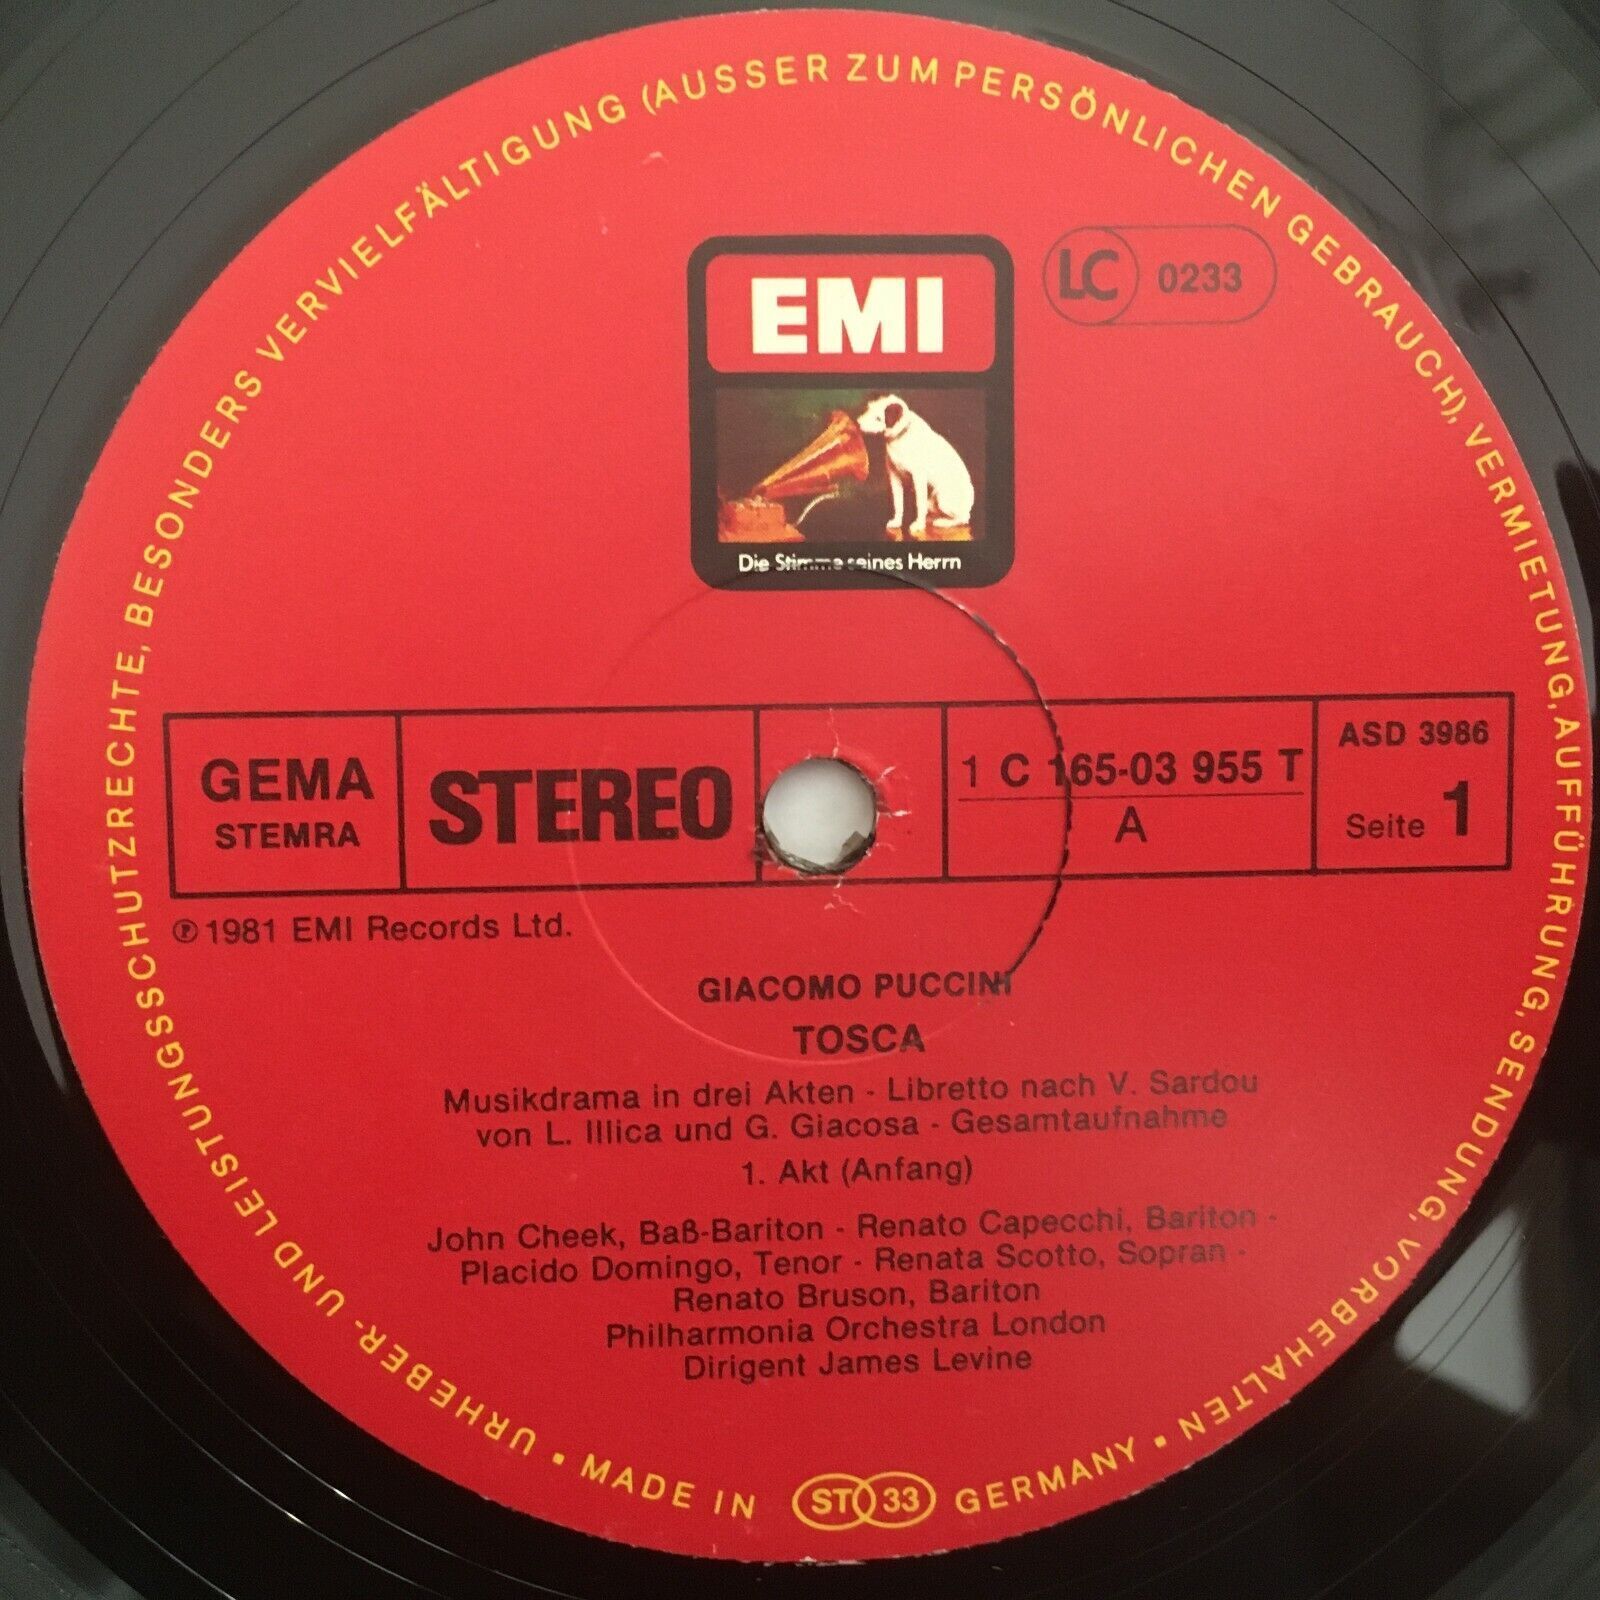 URHEBER- UND LEISTUNGSSCHUTZRECHTE, BESONDERS VERVIELFÄLTIGUNG (AUSSER ZUM PERSÖNLICHEN GEBRAUCH), VERMIETUNG, AUFFÜHRUNG, SENDUNG, VORBEHALTEN •
EMI
LC 0233
Die Stimme seines Herrn
GEMA
STEMRA
STEREO
1 C 165-03 955 T
A
ASD 3986
Seite 1
℗ 1981 EMI Records Ltd.
GIACOMO PUCCINI
TOSCA
Musikdrama in drei Akten - Libretto nach V. Sardou
von L. Illica und G. Giacosa - Gesamtaufnahme
1. Akt (Anfang)
John Cheek, Baß-Bariton - Renato Capecchi, Bariton -
Placido Domingo, Tenor - Renata Scotto, Sopran -
Renato Bruson, Bariton
Philharmonia Orchestra London
Dirigent James Levine
• MADE IN ST 33 GERMANY